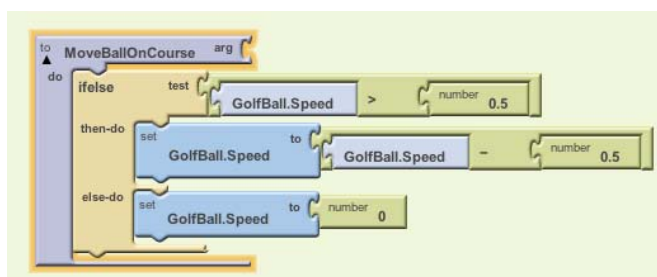 to MoveBallOnCourse arg
do ifelse test GolfBall.Speed > number 0.5
then-do set GolfBall.Speed to GolfBall.Speed - number 0.5
else-do set GolfBall.Speed to number 0